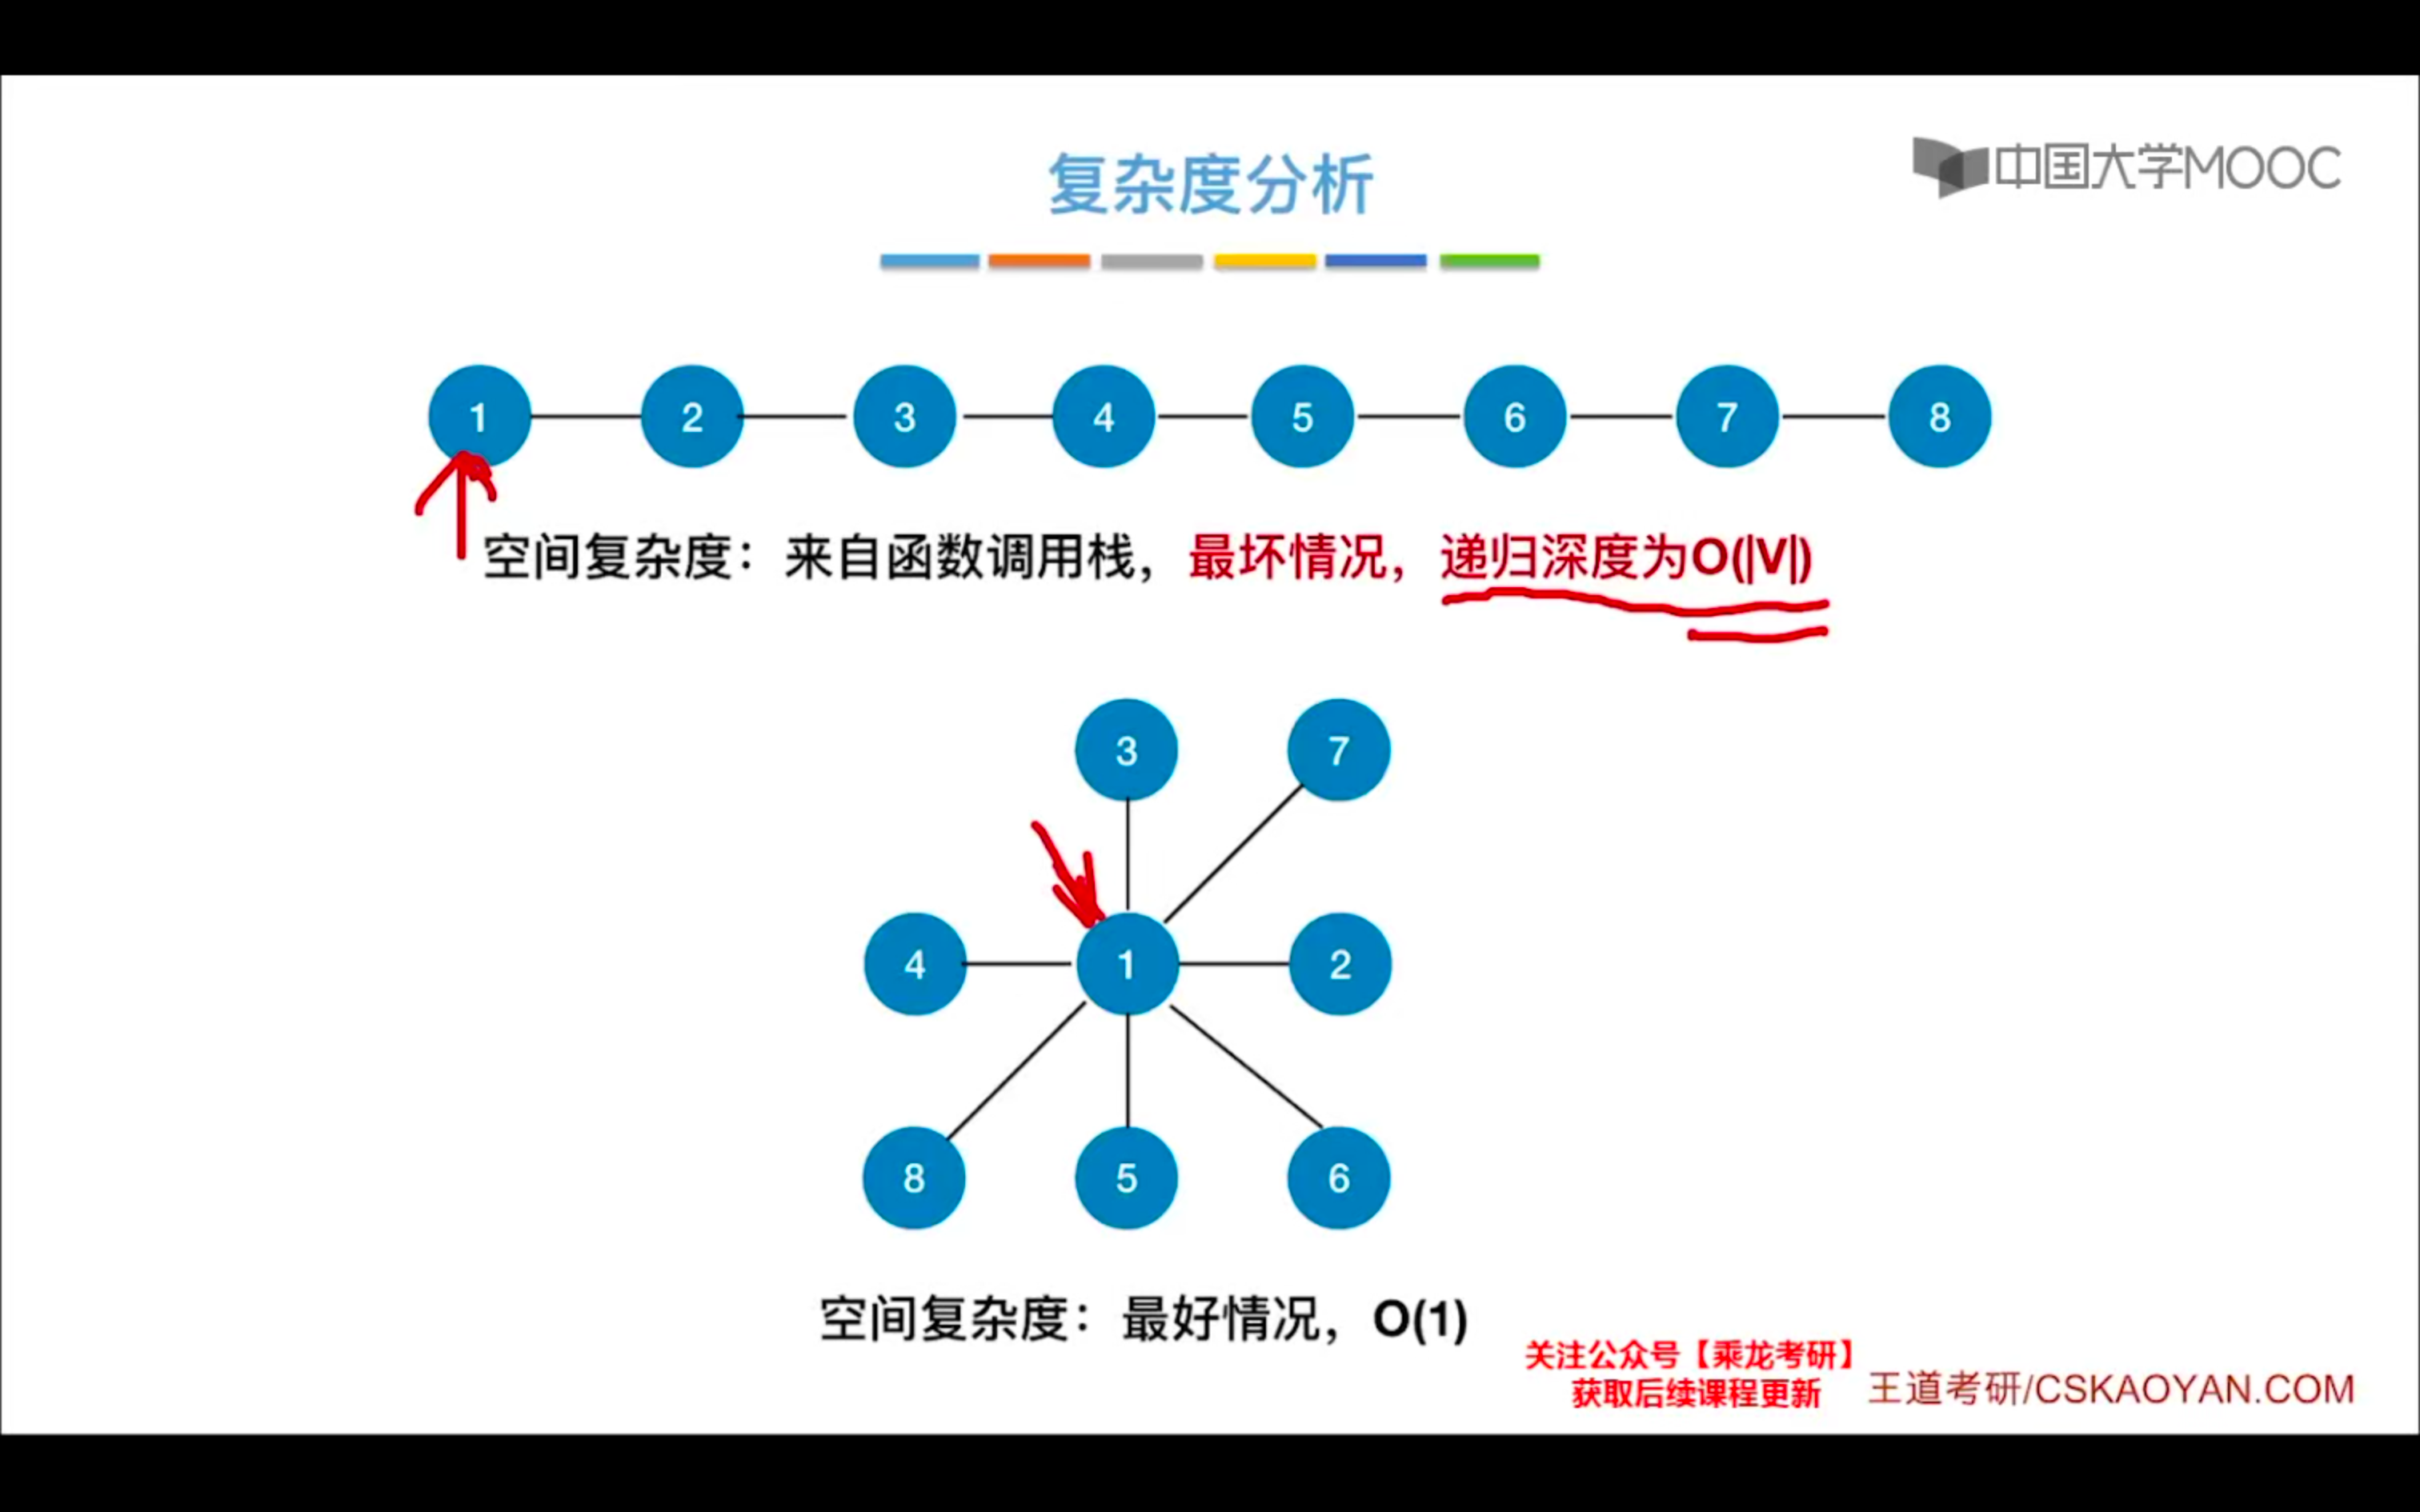 复杂度分析
中国大学MOOC
1 2 3 4 5 6 7 8
空间复杂度：来自函数调用栈，最坏情况，递归深度为O(|V|)
3 7
4 1 2
8 5 6
空间复杂度：最好情况，O(1)
关注公众号【乘龙考研】
获取后续课程更新
王道考研/CSKAOYAN.COM